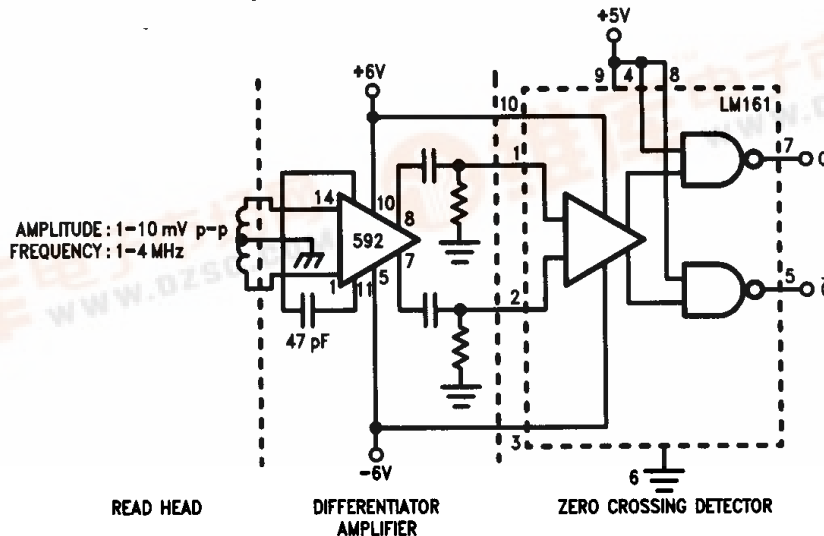 +5V
+6V
9 4 8
LM161
10
1
7
14
10
8
AMPLITUDE: 1-10 mV p-p
FREQUENCY: 1-4 MHz
592
1 11 5 7
5
2
47 pF
3
-6V
6
READ HEAD
DIFFERENTIATOR
AMPLIFIER
ZERO CROSSING DETECTOR